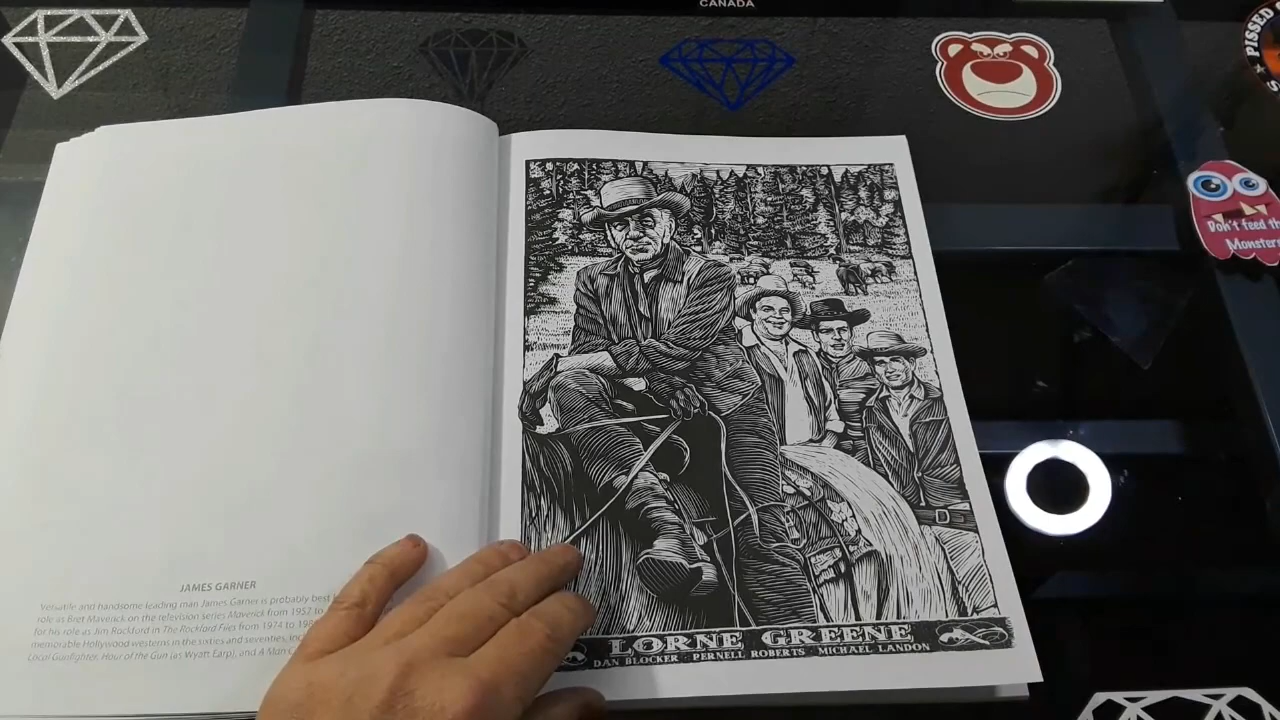 CANADA
PISSED
Don't feed th
Monsters
JAMES GARNER
Versatile and handsome leading man James Garner is probably best
role as Bret Maverick on the television series Maverick from 1957 to
for his role as Jim Rockford in The Rockford Files from 1974 to 198
memorable Hollywood westerns in the sixties and seventies, inc
Local Gunfighter, Hour of the Gun (as Wyatt Earp), and A Man C
LORNE GREENE
DAN BLOCKER · PERNELL ROBERTS · MICHAEL LANDON